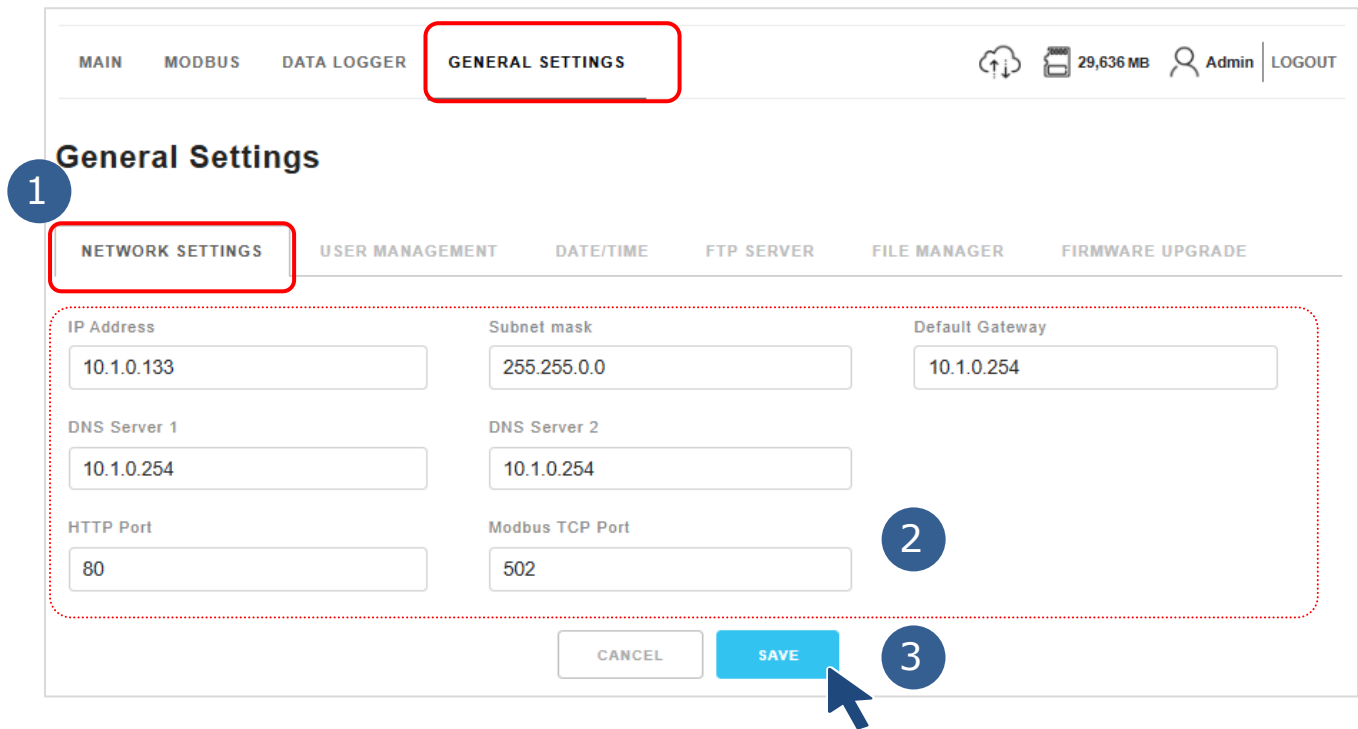 MAIN MODBUS DATA LOGGER GENERAL SETTINGS 29,636 MB Admin LOGOUT
General Settings
1
NETWORK SETTINGS USER MANAGEMENT DATE/TIME FTP SERVER FILE MANAGER FIRMWARE UPGRADE
IP Address Subnet mask Default Gateway
10.1.0.133 255.255.0.0 10.1.0.254
DNS Server 1 DNS Server 2
10.1.0.254 10.1.0.254
HTTP Port Modbus TCP Port
2
80 502
CANCEL SAVE 3